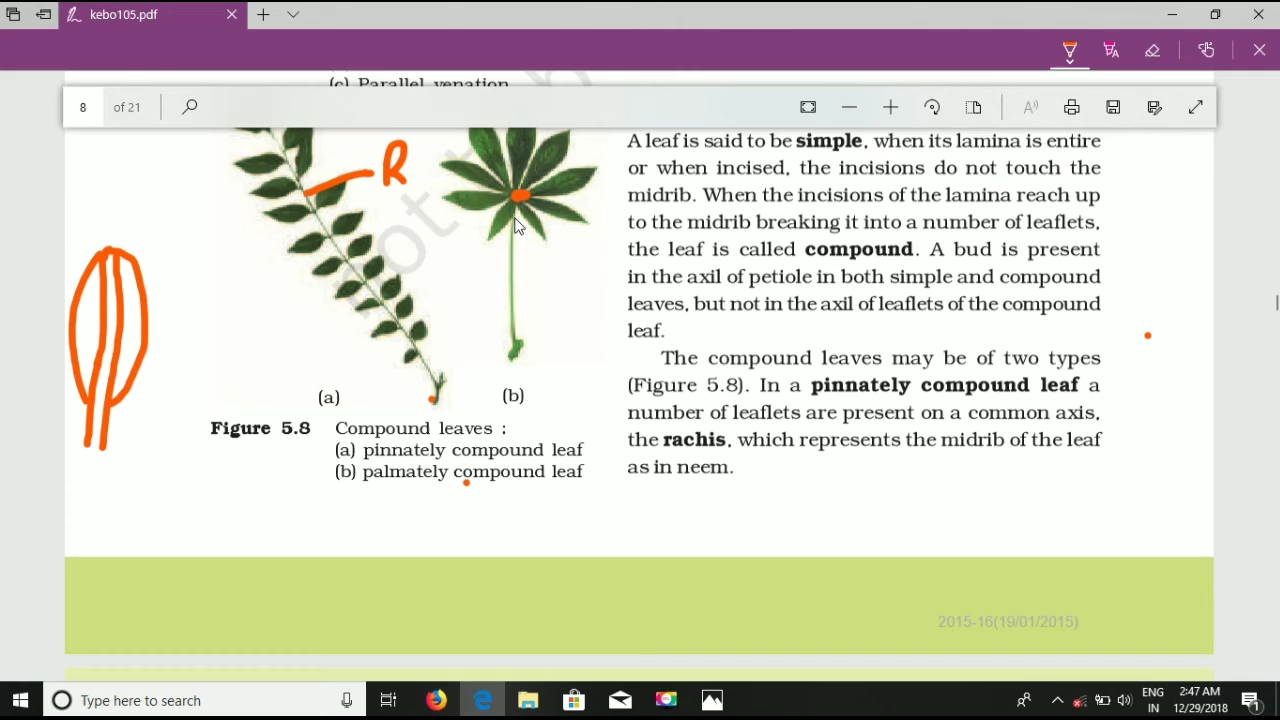 kebo105.pdf
(c) Parallel venation
8 of 21
A leaf is said to be simple, when its lamina is entire
or when incised, the incisions do not touch the
midrib. When the incisions of the lamina reach up
to the midrib breaking it into a number of leaflets,
the leaf is called compound. A bud is present
in the axil of petiole in both simple and compound
leaves, but not in the axil of leaflets of the compound
leaf.
The compound leaves may be of two types
(Figure 5.8). In a pinnately compound leaf a
number of leaflets are present on a common axis,
the rachis, which represents the midrib of the leaf
as in neem.
R
not t b
(a)
(b)
Figure 5.8 Compound leaves :
(a) pinnately compound leaf
(b) palmately compound leaf
2015-16(19/01/2015)
Type here to search
ENG
IN
2:47 AM
12/29/2018